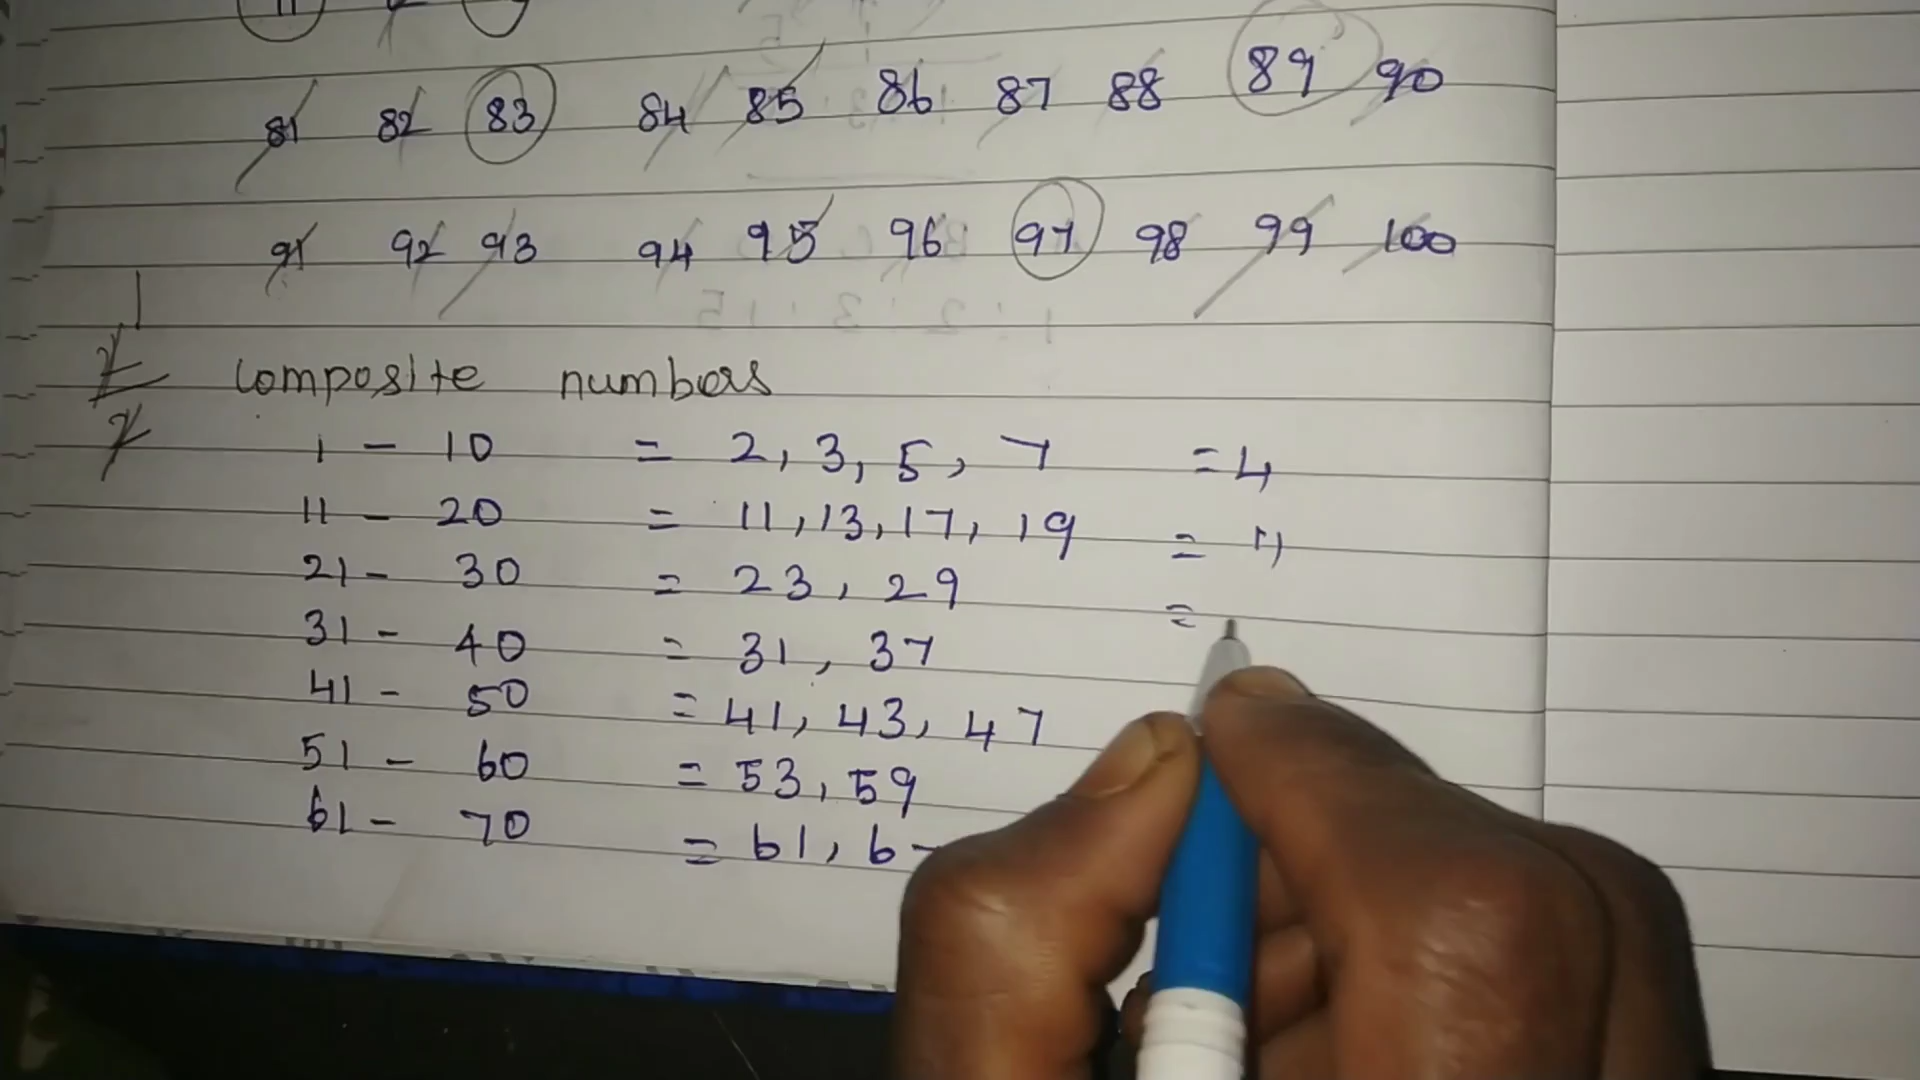 81 82 83 84 85 86 87 88 89 90
91 92 93 94 95 96 97 98 99 100
composite numbers
1 - 10 = 2, 3, 5, 7 = 4
11 - 20 = 11, 13, 17, 19 = 4
21 - 30 = 23, 29 =
31 - 40 = 31, 37
41 - 50 = 41, 43, 47
51 - 60 = 53, 59
61 - 70 = 61, 6